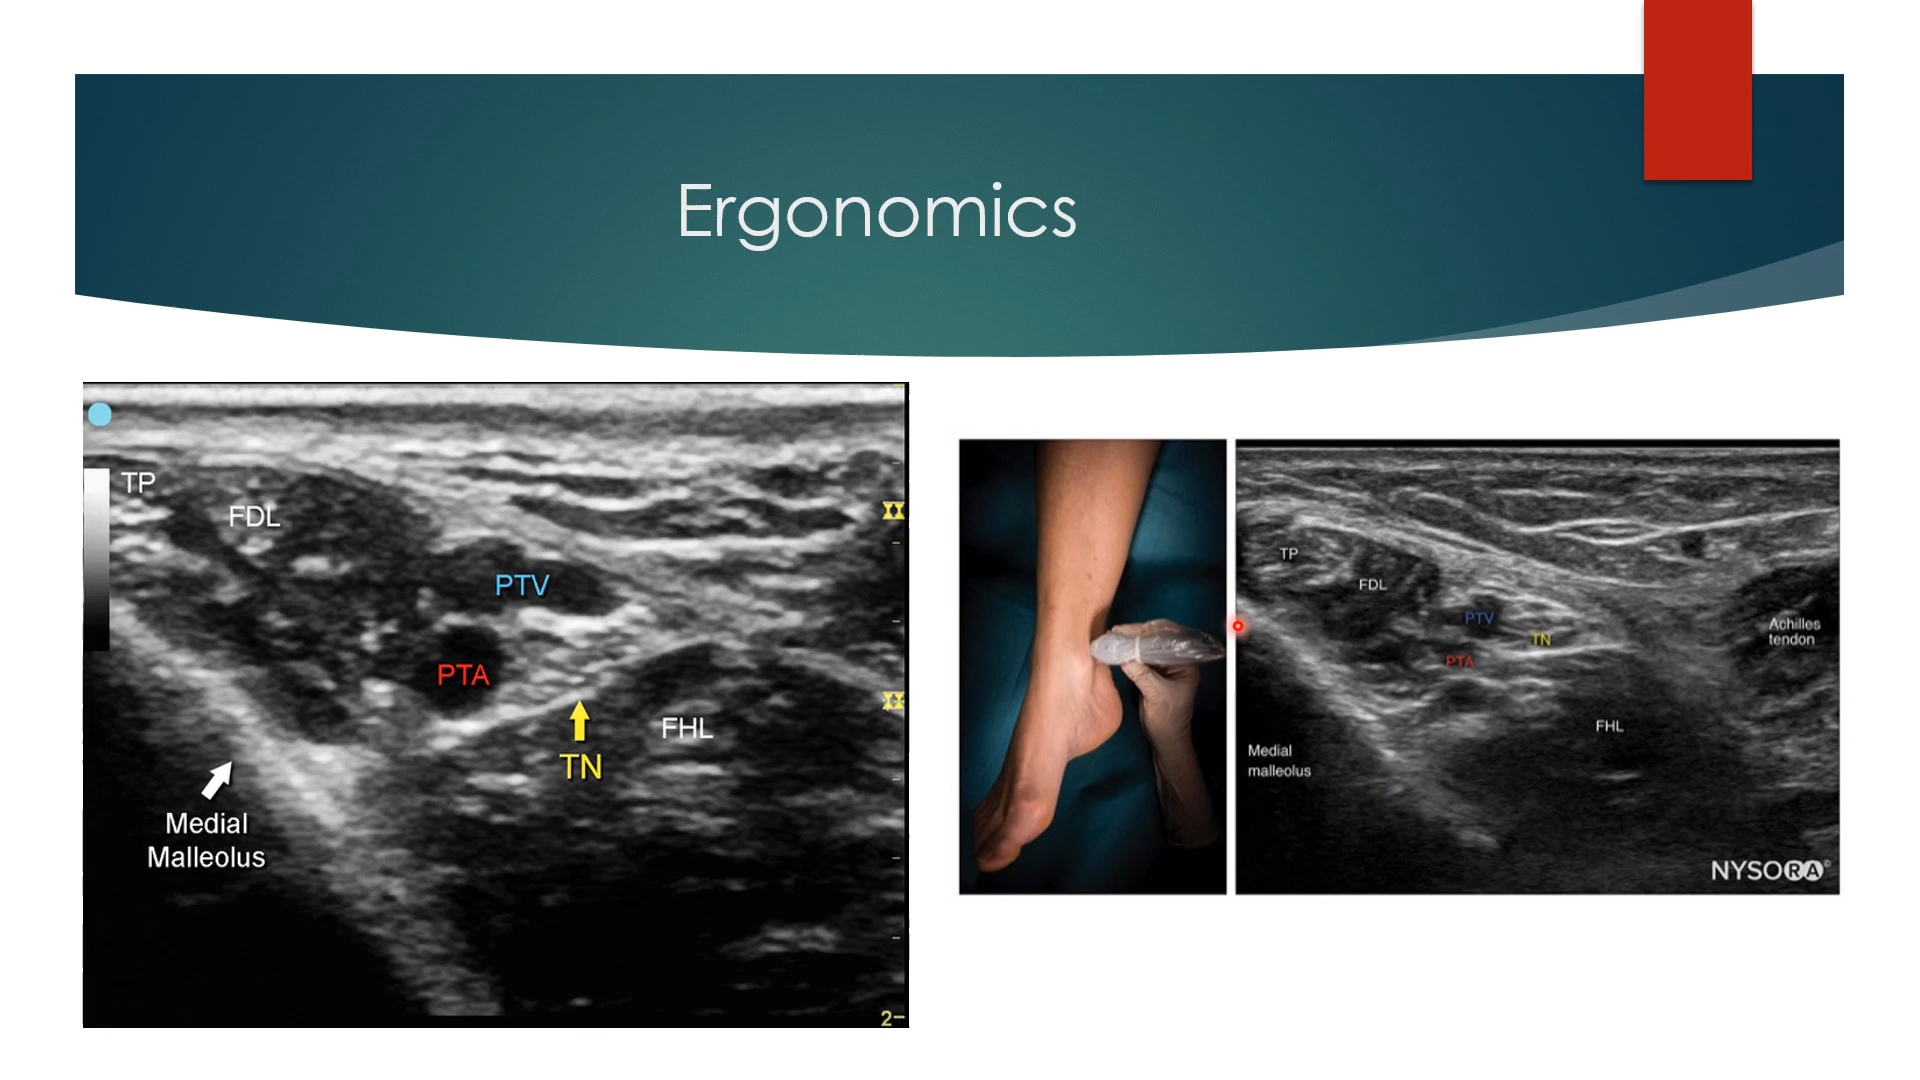 Ergonomics
TP
FDL
PTV
PTA
TN
FHL
Medial
Malleolus
2
TP
FDL
PTV
TN
PTA
Achilles
tendon
FHL
Medial
malleolus
NYSORA©